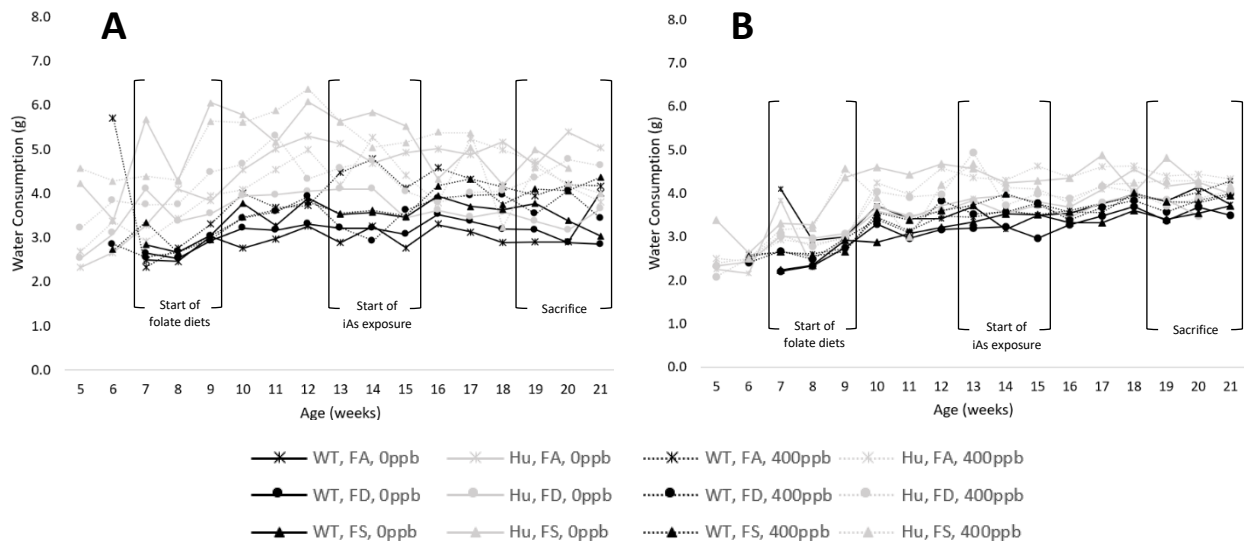 A
8.0
7.0
6.0
5.0
4.0
3.0
2.0
1.0
0.0
Water Consumption (g)
Start of
folate diets
Start of
iAs exposure
Sacrifice
5 6 7 8 9 10 11 12 13 14 15 16 17 18 19 20 21
Age (weeks)
B
8.0
7.0
6.0
5.0
4.0
3.0
2.0
1.0
0.0
Water Consumption (g)
Start of
folate diets
Start of
iAs exposure
Sacrifice
5 6 7 8 9 10 11 12 13 14 15 16 17 18 19 20 21
Age (weeks)
WT, FA, 0ppb Hu, FA, 0ppb WT, FA, 400ppb Hu, FA, 400ppb
WT, FD, 0ppb Hu, FD, 0ppb WT, FD, 400ppb Hu, FD, 400ppb
WT, FS, 0ppb Hu, FS, 0ppb WT, FS, 400ppb Hu, FS, 400ppb